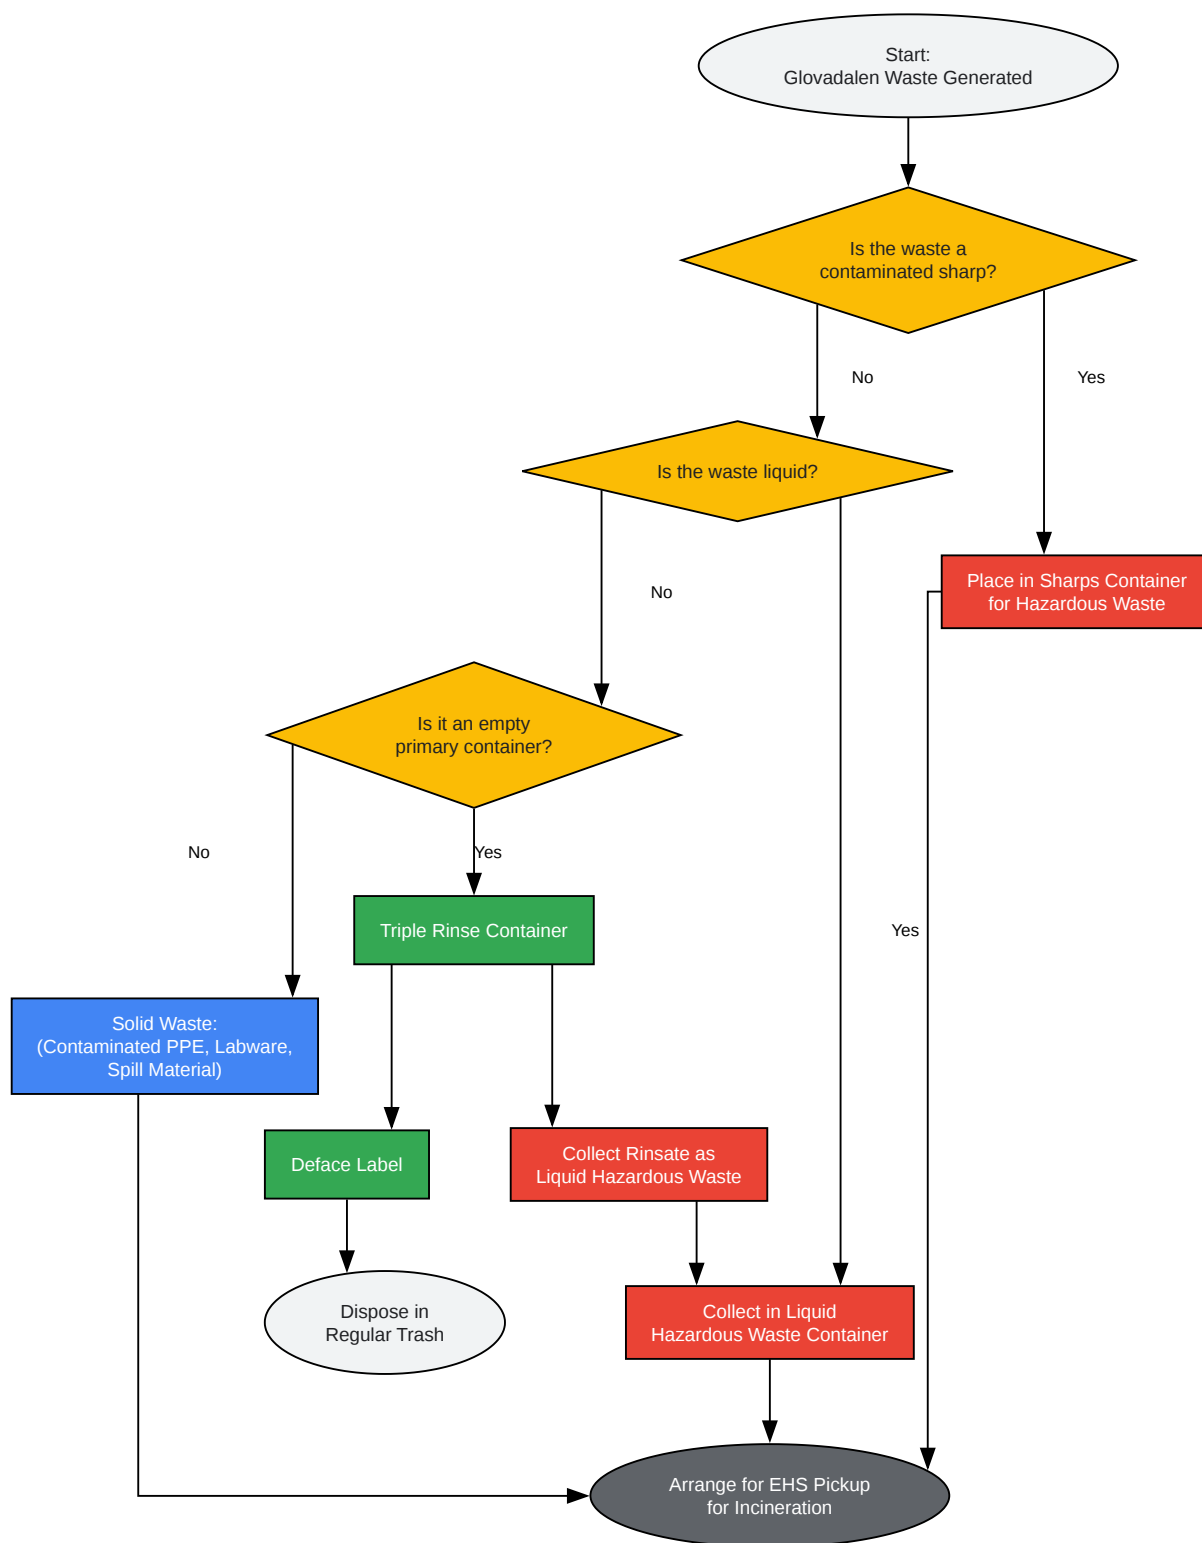 Start:
Glovadalen Waste Generated
Is the waste a
contaminated sharp?
No
Yes
Is the waste liquid?
Place in Sharps Container
for Hazardous Waste
No
Is it an empty
primary container?
No
Yes
Triple Rinse Container
Yes
Solid Waste:
(Contaminated PPE, Labware,
Spill Material)
Deface Label
Collect Rinsate as
Liquid Hazardous Waste
Dispose in
Regular Trash
Collect in Liquid
Hazardous Waste Container
Arrange for EHS Pickup
for Incineration